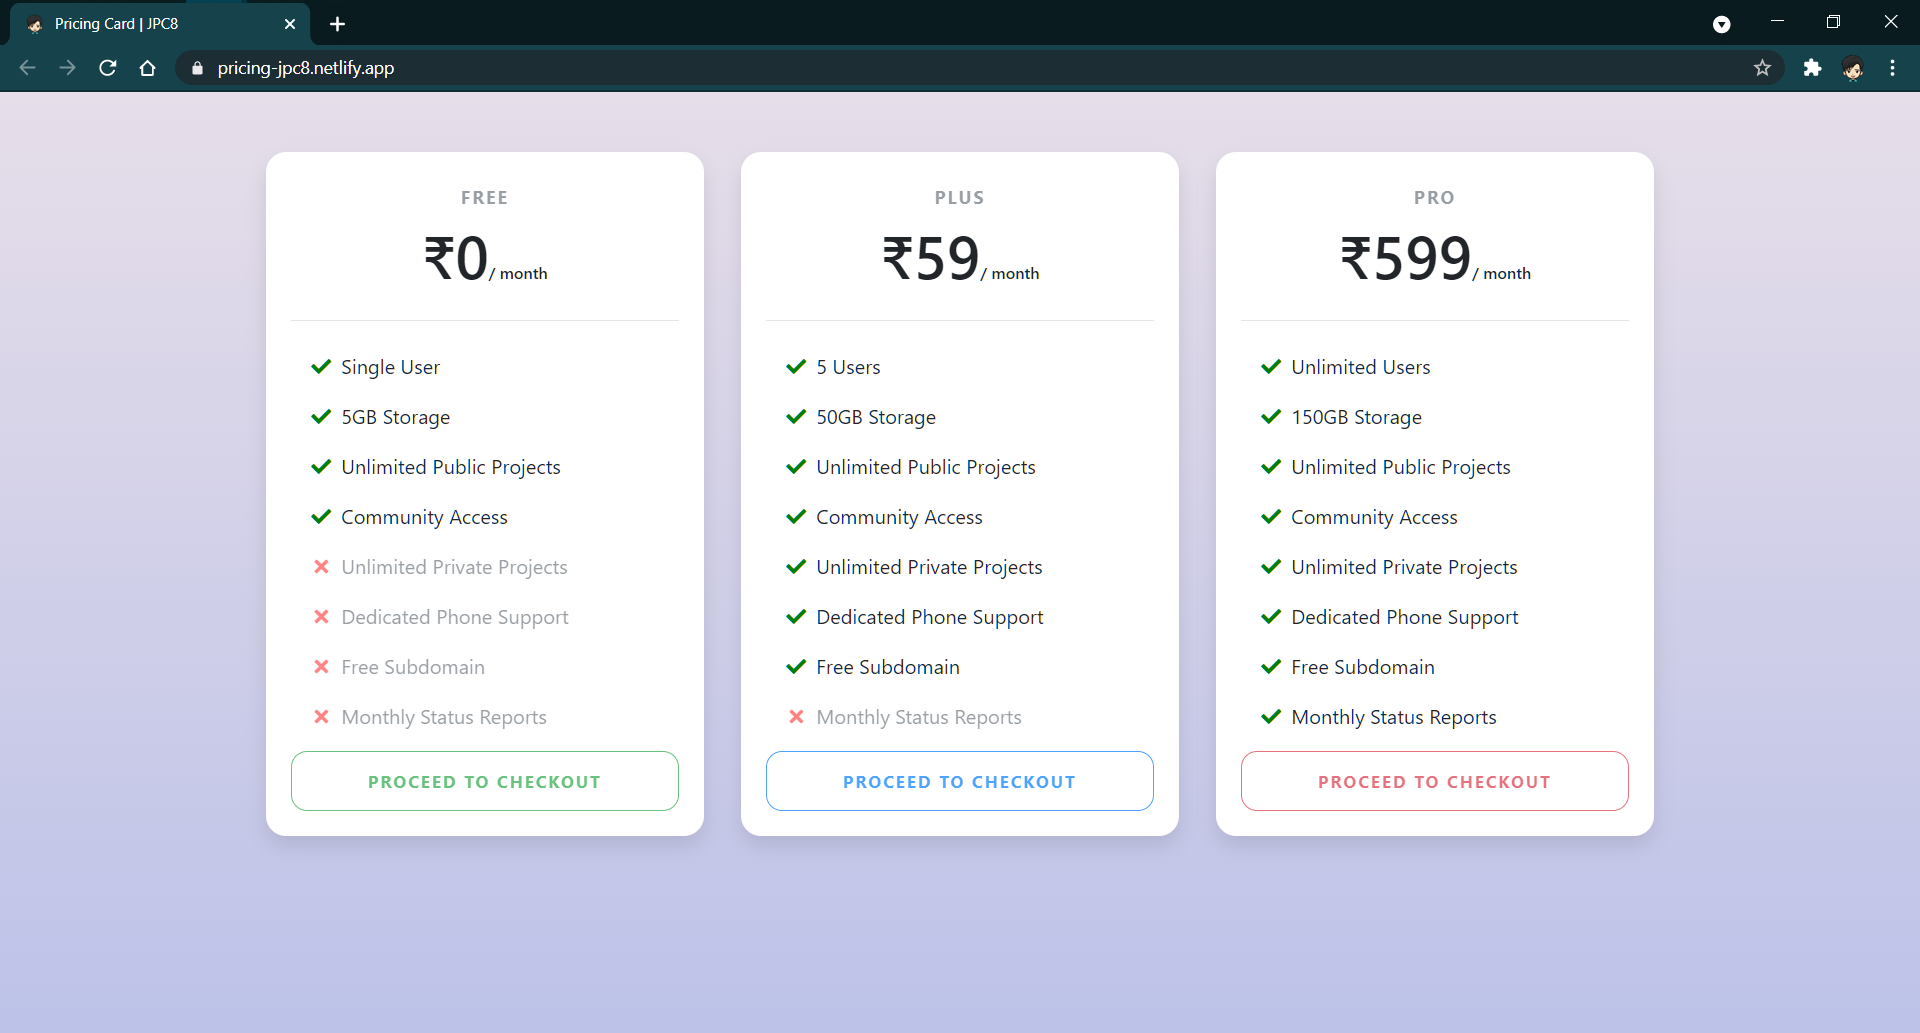 Pricing Card | JPC8
pricing-jpc8.netlify.app
FREE
₹0/ month
Single User
5GB Storage
Unlimited Public Projects
Community Access
Unlimited Private Projects
Dedicated Phone Support
Free Subdomain
Monthly Status Reports
PROCEED TO CHECKOUT
PLUS
₹59/ month
5 Users
50GB Storage
Unlimited Public Projects
Community Access
Unlimited Private Projects
Dedicated Phone Support
Free Subdomain
Monthly Status Reports
PROCEED TO CHECKOUT
PRO
₹599/ month
Unlimited Users
150GB Storage
Unlimited Public Projects
Community Access
Unlimited Private Projects
Dedicated Phone Support
Free Subdomain
Monthly Status Reports
PROCEED TO CHECKOUT